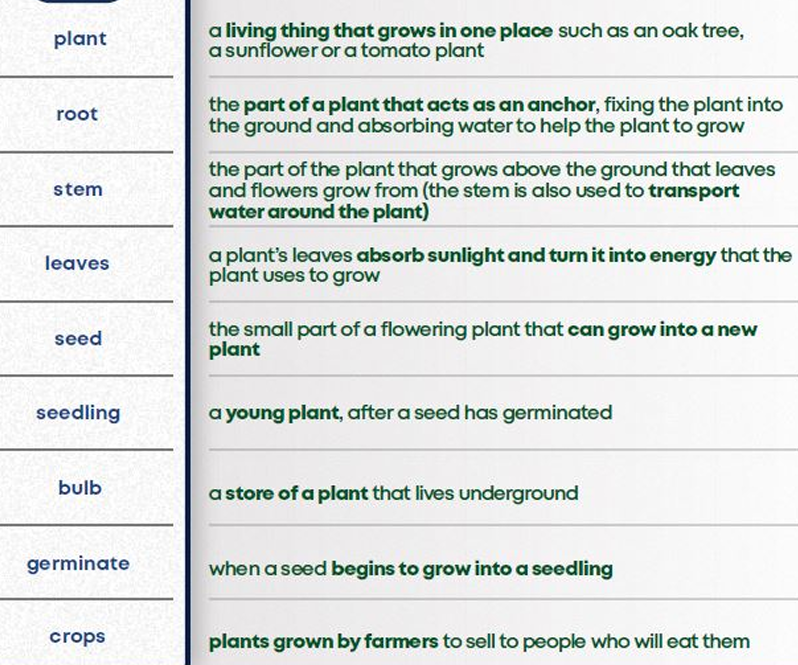 plant
a living thing that grows in one place such as an oak tree,
a sunflower or a tomato plant
root
the part of a plant that acts as an anchor, fixing the plant into
the ground and absorbing water to help the plant to grow
stem
the part of the plant that grows above the ground that leaves
and flowers grow from (the stem is also used to transport
water around the plant)
leaves
a plant's leaves absorb sunlight and turn it into energy that the
plant uses to grow
seed
the small part of a flowering plant that can grow into a new
plant
seedling
a young plant, after a seed has germinated
bulb
a store of a plant that lives underground
germinate
when a seed begins to grow into a seedling
crops
plants grown by farmers to sell to people who will eat them